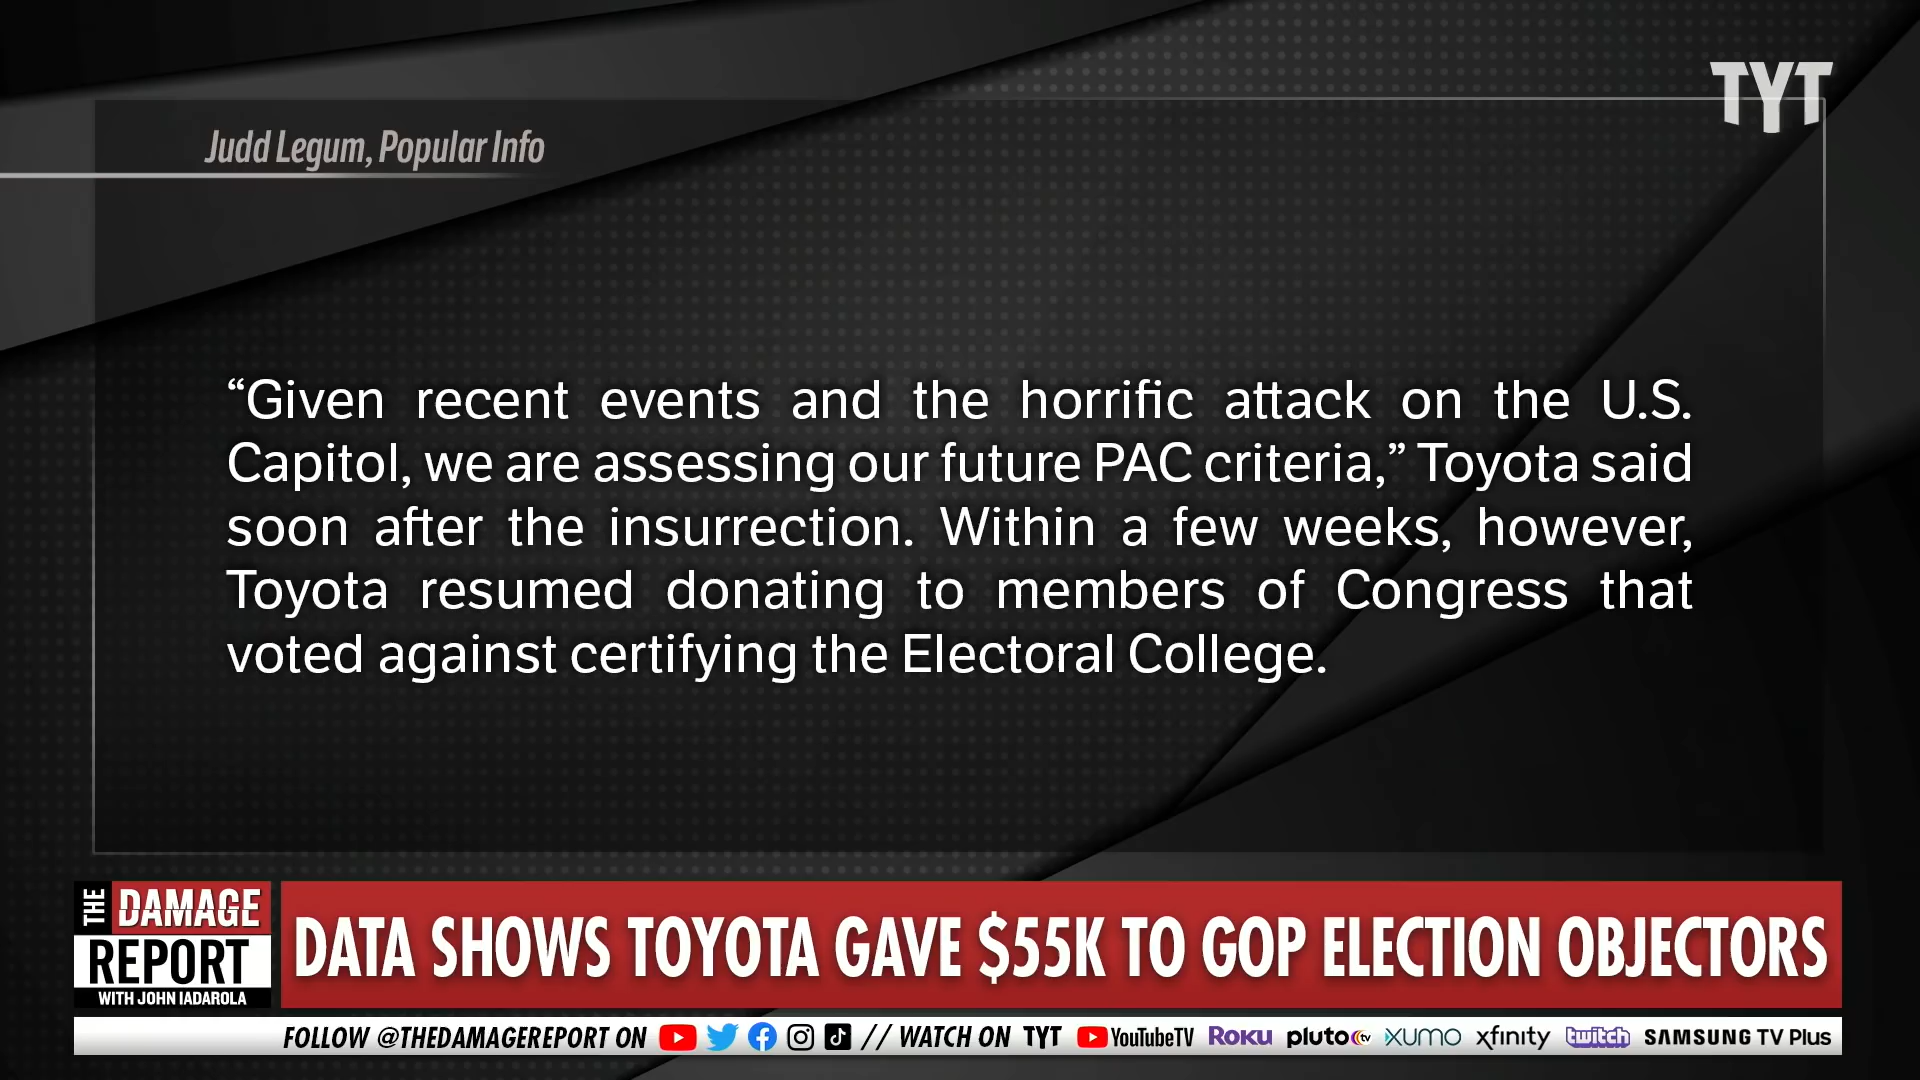 TYT
Judd Legum, Popular Info
“Given recent events and the horrific attack on the U.S.
Capitol, we are assessing our future PAC criteria,” Toyota said
soon after the insurrection. Within a few weeks, however,
Toyota resumed donating to members of Congress that
voted against certifying the Electoral College.
THE DAMAGE
REPORT
WITH JOHN IADAROLA
DATA SHOWS TOYOTA GAVE $55K TO GOP ELECTION OBJECTORS
FOLLOW @THEDAMAGEREPORT ON // WATCH ON TYT YouTubeTV ROKU pluto tv XUMO xfinity twitch SAMSUNG TV Plus